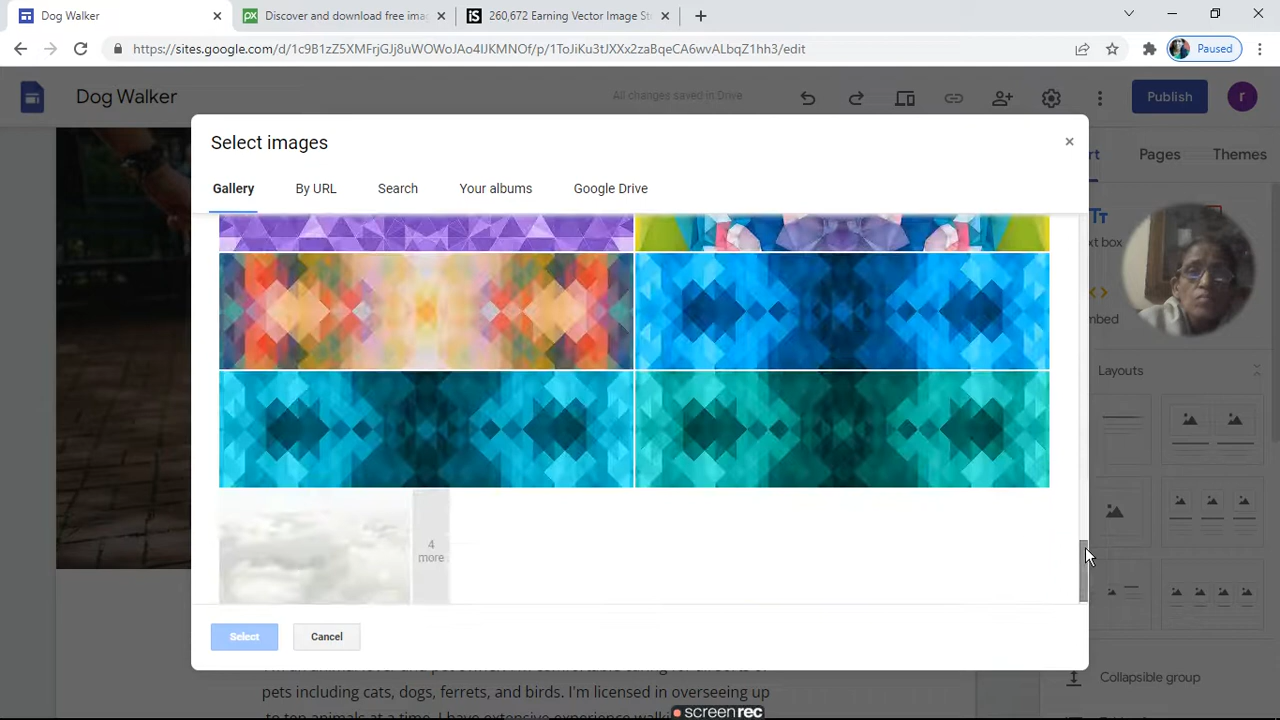 Dog Walker
Discover and download free ima
260,672 Earning Vector Image St
https://sites.google.com/d/1c9B1zZ5XMFrjGJj8uWOWoJAo4IJKMNOf/p/1ToJiKu3tJXXx2zaBqeCA6wvALbqZ1hh3/edit
Paused
Dog Walker
All changes saved in Drive
Publish
r
Select images
Gallery
By URL
Search
Your albums
Google Drive
Pages
Themes
4
more
Layouts
Select
Cancel
pets including cats, dogs, ferrets, and birds. I'm licensed in overseeing up
Collapsible group
screenrec